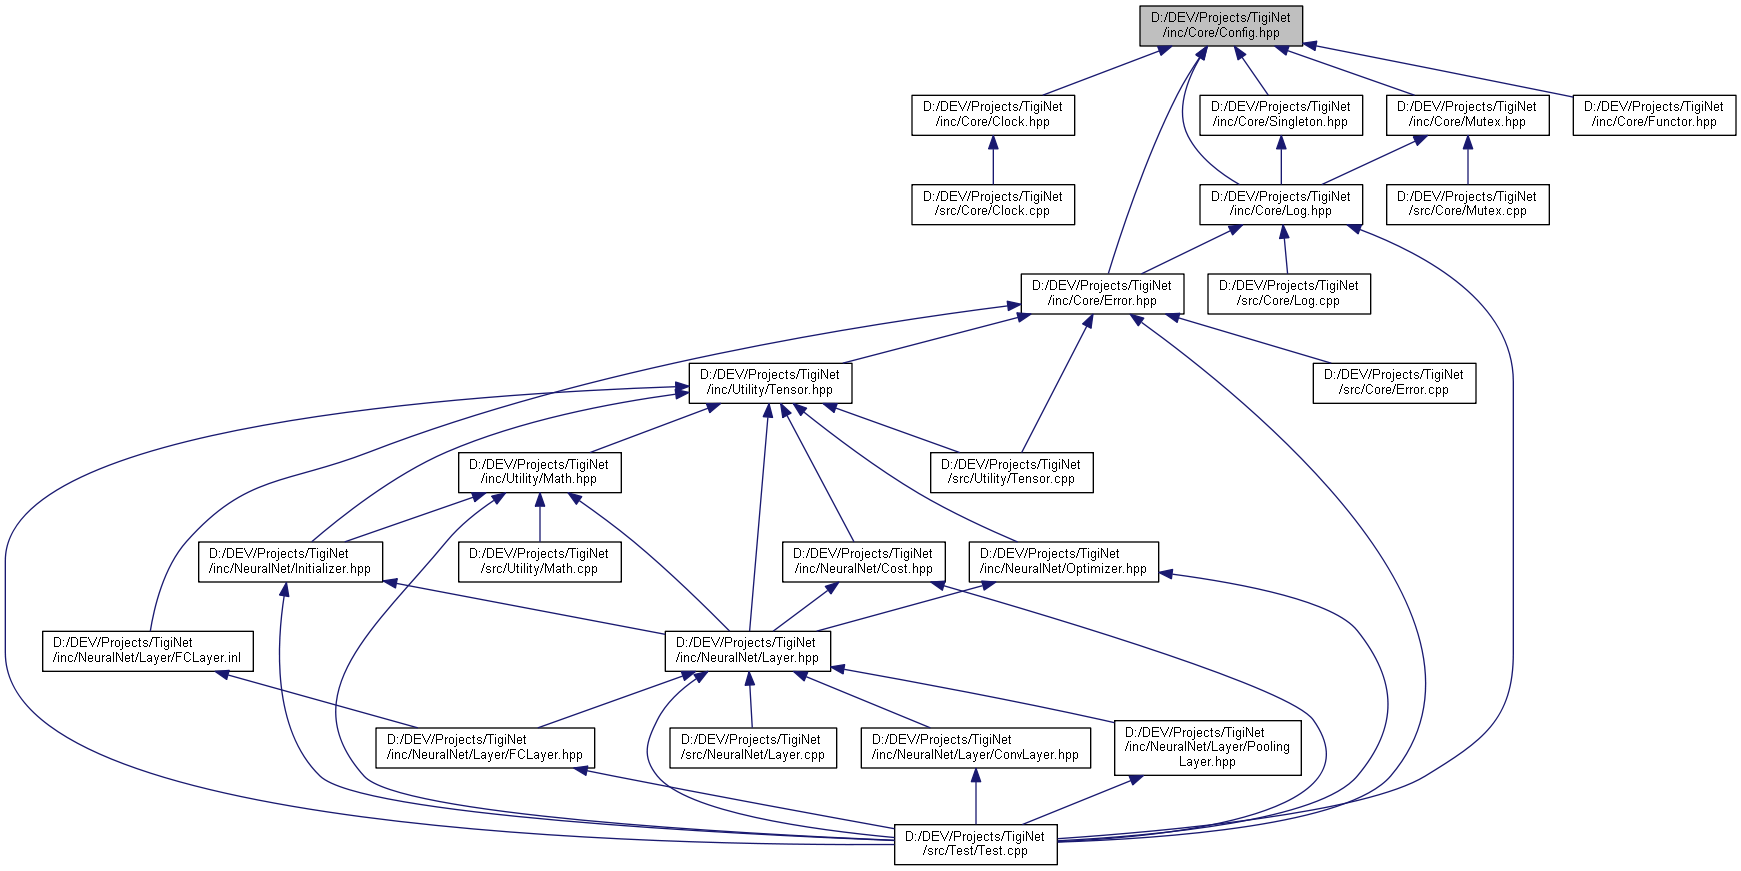 D:/DEV/Projects/TigiNet
/inc/Core/Config.hpp
D:/DEV/Projects/TigiNet
/inc/Core/Clock.hpp
D:/DEV/Projects/TigiNet
/inc/Core/Singleton.hpp
D:/DEV/Projects/TigiNet
/inc/Core/Mutex.hpp
D:/DEV/Projects/TigiNet
/inc/Core/Functor.hpp
D:/DEV/Projects/TigiNet
/src/Core/Clock.cpp
D:/DEV/Projects/TigiNet
/inc/Core/Log.hpp
D:/DEV/Projects/TigiNet
/src/Core/Mutex.cpp
D:/DEV/Projects/TigiNet
/inc/Core/Error.hpp
D:/DEV/Projects/TigiNet
/src/Core/Log.cpp
D:/DEV/Projects/TigiNet
/inc/Utility/Tensor.hpp
D:/DEV/Projects/TigiNet
/src/Core/Error.cpp
D:/DEV/Projects/TigiNet
/inc/Utility/Math.hpp
D:/DEV/Projects/TigiNet
/src/Utility/Tensor.cpp
D:/DEV/Projects/TigiNet
/inc/NeuralNet/Initializer.hpp
D:/DEV/Projects/TigiNet
/src/Utility/Math.cpp
D:/DEV/Projects/TigiNet
/inc/NeuralNet/Cost.hpp
D:/DEV/Projects/TigiNet
/inc/NeuralNet/Optimizer.hpp
D:/DEV/Projects/TigiNet
/inc/NeuralNet/Layer/FCLayer.inl
D:/DEV/Projects/TigiNet
/inc/NeuralNet/Layer.hpp
D:/DEV/Projects/TigiNet
/inc/NeuralNet/Layer/FCLayer.hpp
D:/DEV/Projects/TigiNet
/src/NeuralNet/Layer.cpp
D:/DEV/Projects/TigiNet
/inc/NeuralNet/Layer/ConvLayer.hpp
D:/DEV/Projects/TigiNet
/inc/NeuralNet/Layer/Pooling
Layer.hpp
D:/DEV/Projects/TigiNet
/src/Test/Test.cpp